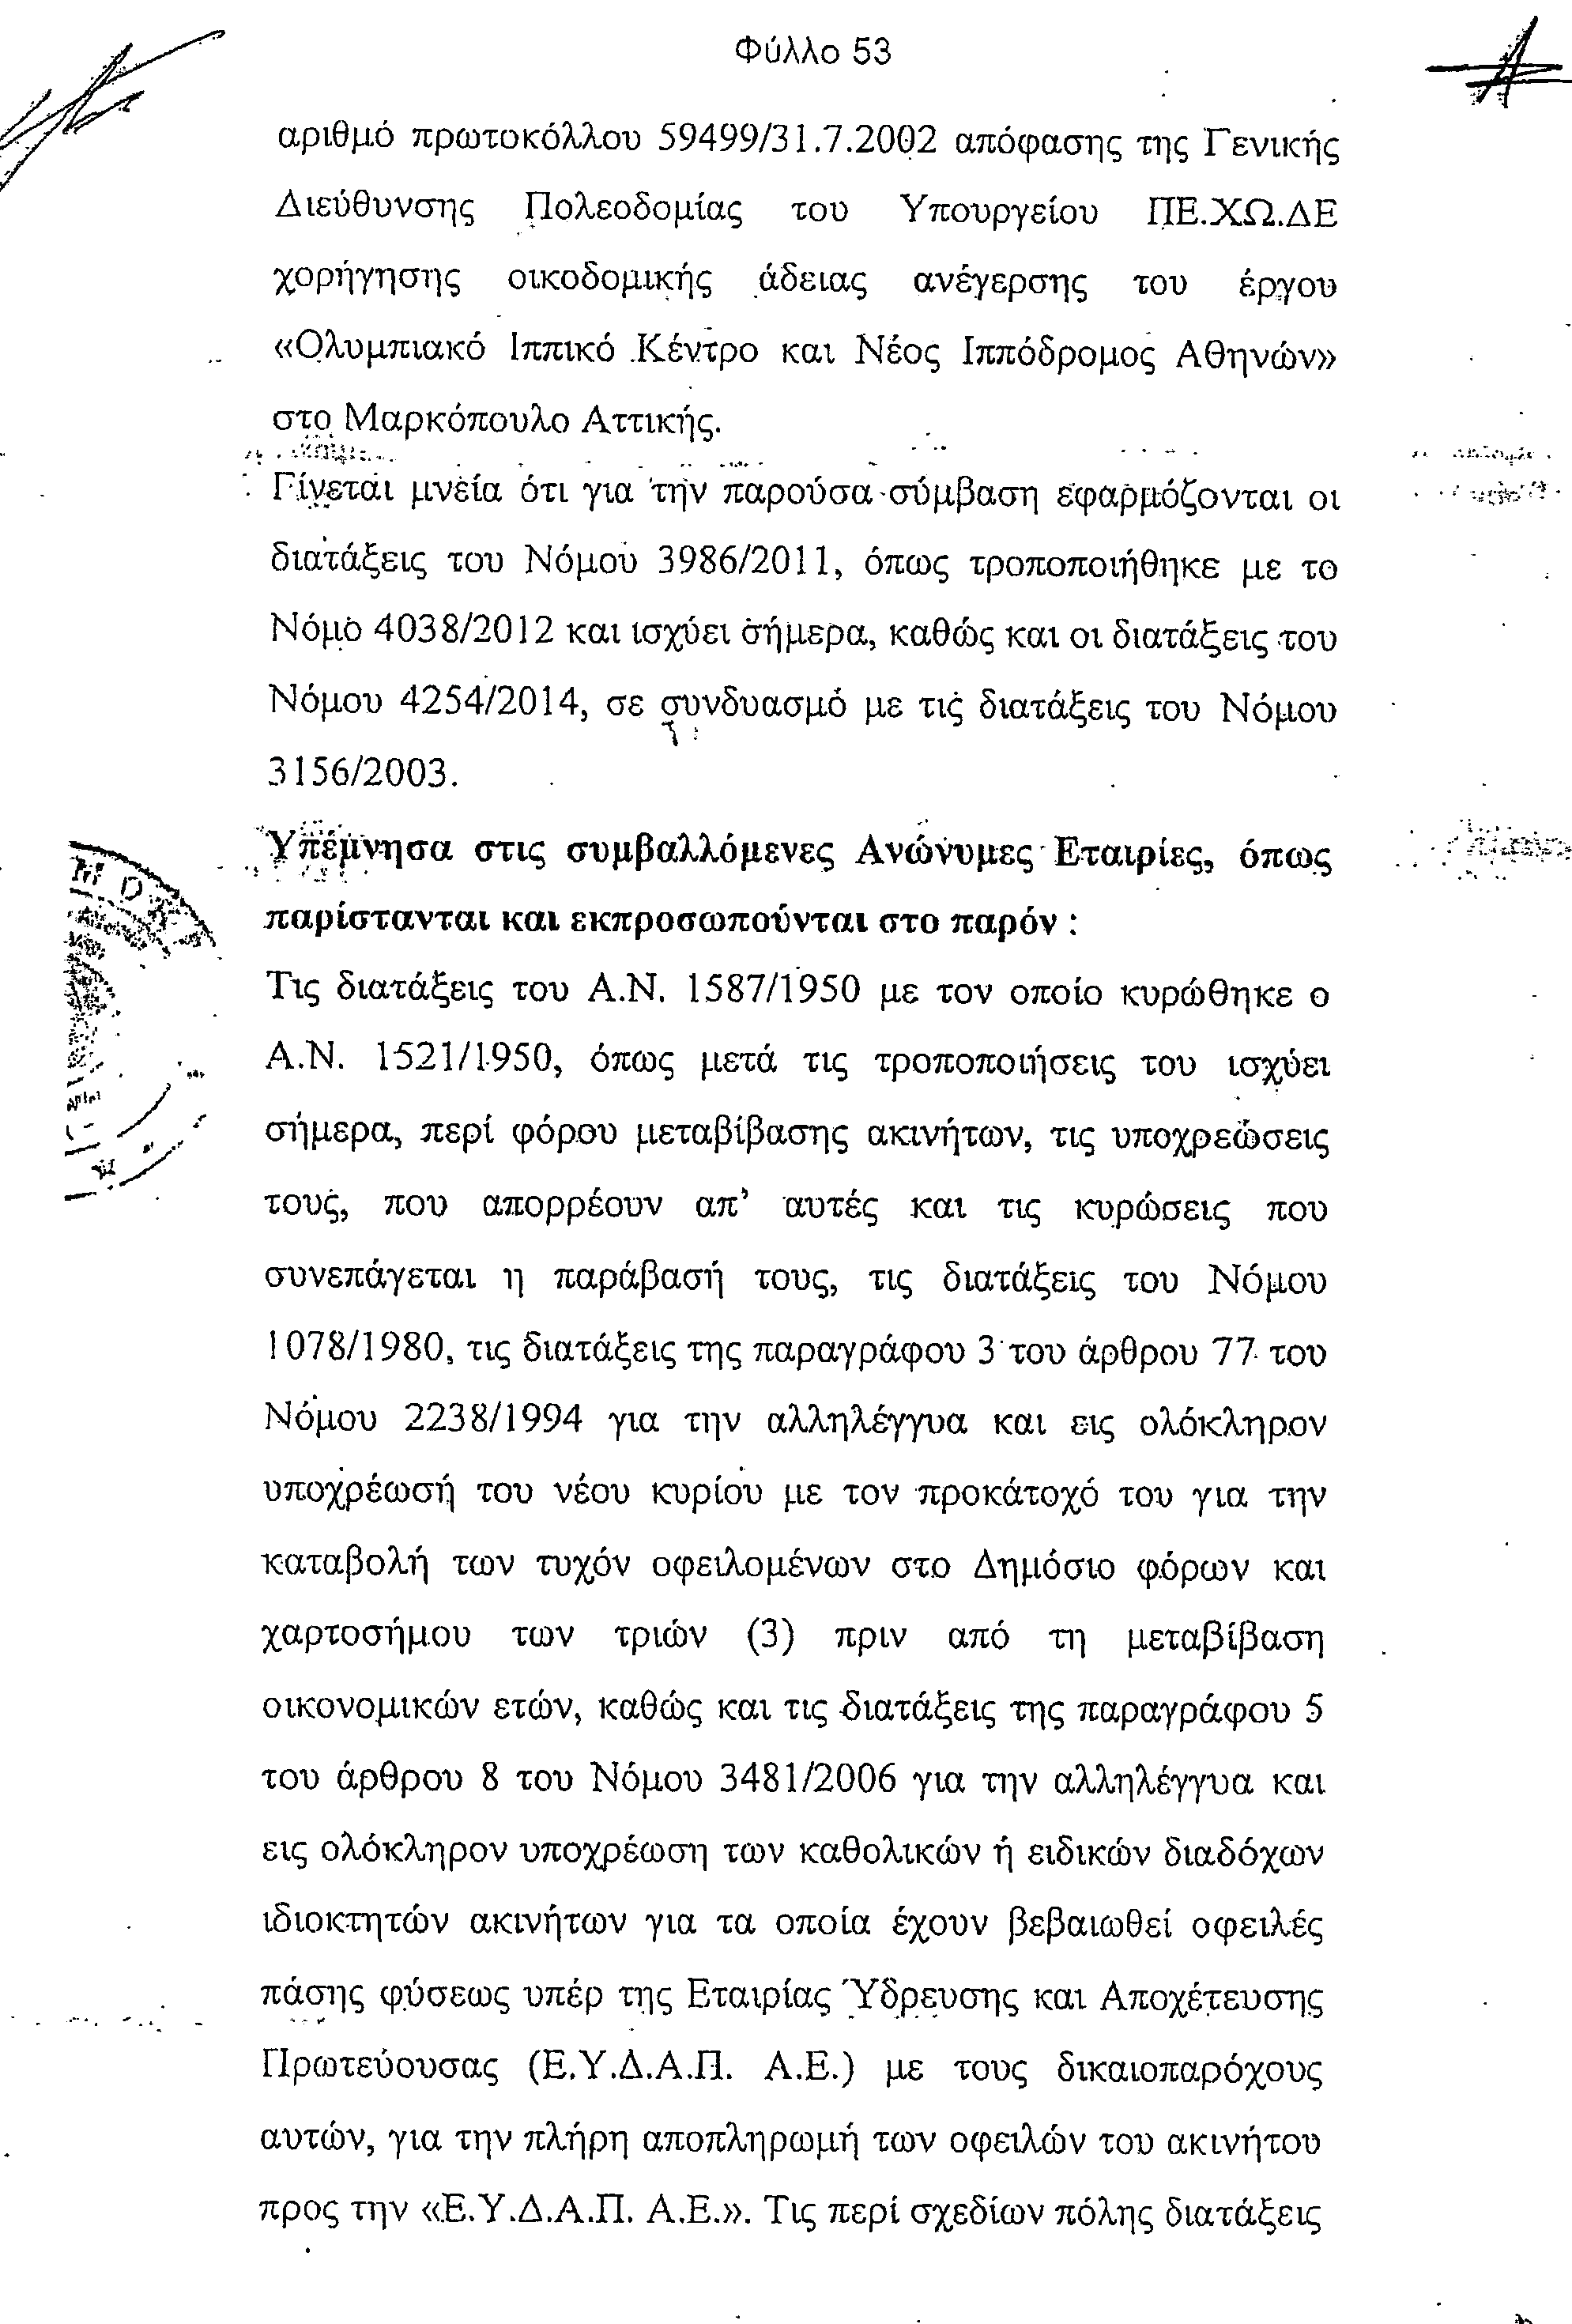 Φύλλο 53
αριθμό πρωτοκόλλου 59499/31.7.2002 απόφασης της Γενικής
Διεύθυνσης Πολεοδομίας του Υπουργείου ΠΕ.ΧΩ.ΔΕ
χορήγησης οικοδομικής άδειας ανέγερσης του έργου
«Ολυμπιακό Ιππικό Κέντρο και Νέος Ιππόδρομος Αθηνών»
στο Μαρκόπουλο Αττικής.
Γίνεται μνεία ότι για την παρούσα σύμβαση εφαρμόζονται οι
διατάξεις του Νόμου 3986/2011, όπως τροποποιήθηκε με το
Νόμο 4038/2012 και ισχύει σήμερα, καθώς και οι διατάξεις του
Νόμου 4254/2014, σε συνδυασμό με τις διατάξεις του Νόμου
3156/2003.
Υπέμνησα στις συμβαλλόμενες Ανώνυμες Εταιρίες, όπως
παρίστανται και εκπροσωπούνται στο παρόν :
Τις διατάξεις του Α.Ν. 1587/1950 με τον οποίο κυρώθηκε ο
Α.Ν. 1521/1950, όπως μετά τις τροποποιήσεις του ισχύει
σήμερα, περί φόρου μεταβίβασης ακινήτων, τις υποχρεώσεις
τους, που απορρέουν απ' αυτές και τις κυρώσεις που
συνεπάγεται η παράβασή τους, τις διατάξεις του Νόμου
1078/1980, τις διατάξεις της παραγράφου 3 του άρθρου 77 του
Νόμου 2238/1994 για την αλληλέγγυα και εις ολόκληρον
υποχρέωσή του νέου κυρίου με τον προκάτοχό του για την
καταβολή των τυχόν οφειλομένων στο Δημόσιο φόρων και
χαρτοσήμου των τριών (3) πριν από τη μεταβίβαση
οικονομικών ετών, καθώς και τις διατάξεις της παραγράφου 5
του άρθρου 8 του Νόμου 3481/2006 για την αλληλέγγυα και
εις ολόκληρον υποχρέωση των καθολικών ή ειδικών διαδόχων
ιδιοκτητών ακινήτων για τα οποία έχουν βεβαιωθεί οφειλές
πάσης φύσεως υπέρ της Εταιρίας Ύδρευσης και Αποχέτευσης
Πρωτεύουσας (Ε.Υ.Δ.Α.Π. Α.Ε.) με τους δικαιοπαρόχους
αυτών, για την πλήρη αποπληρωμή των οφειλών του ακινήτου
προς την «Ε.Υ.Δ.Α.Π. Α.Ε.». Τις περί σχεδίων πόλης διατάξεις